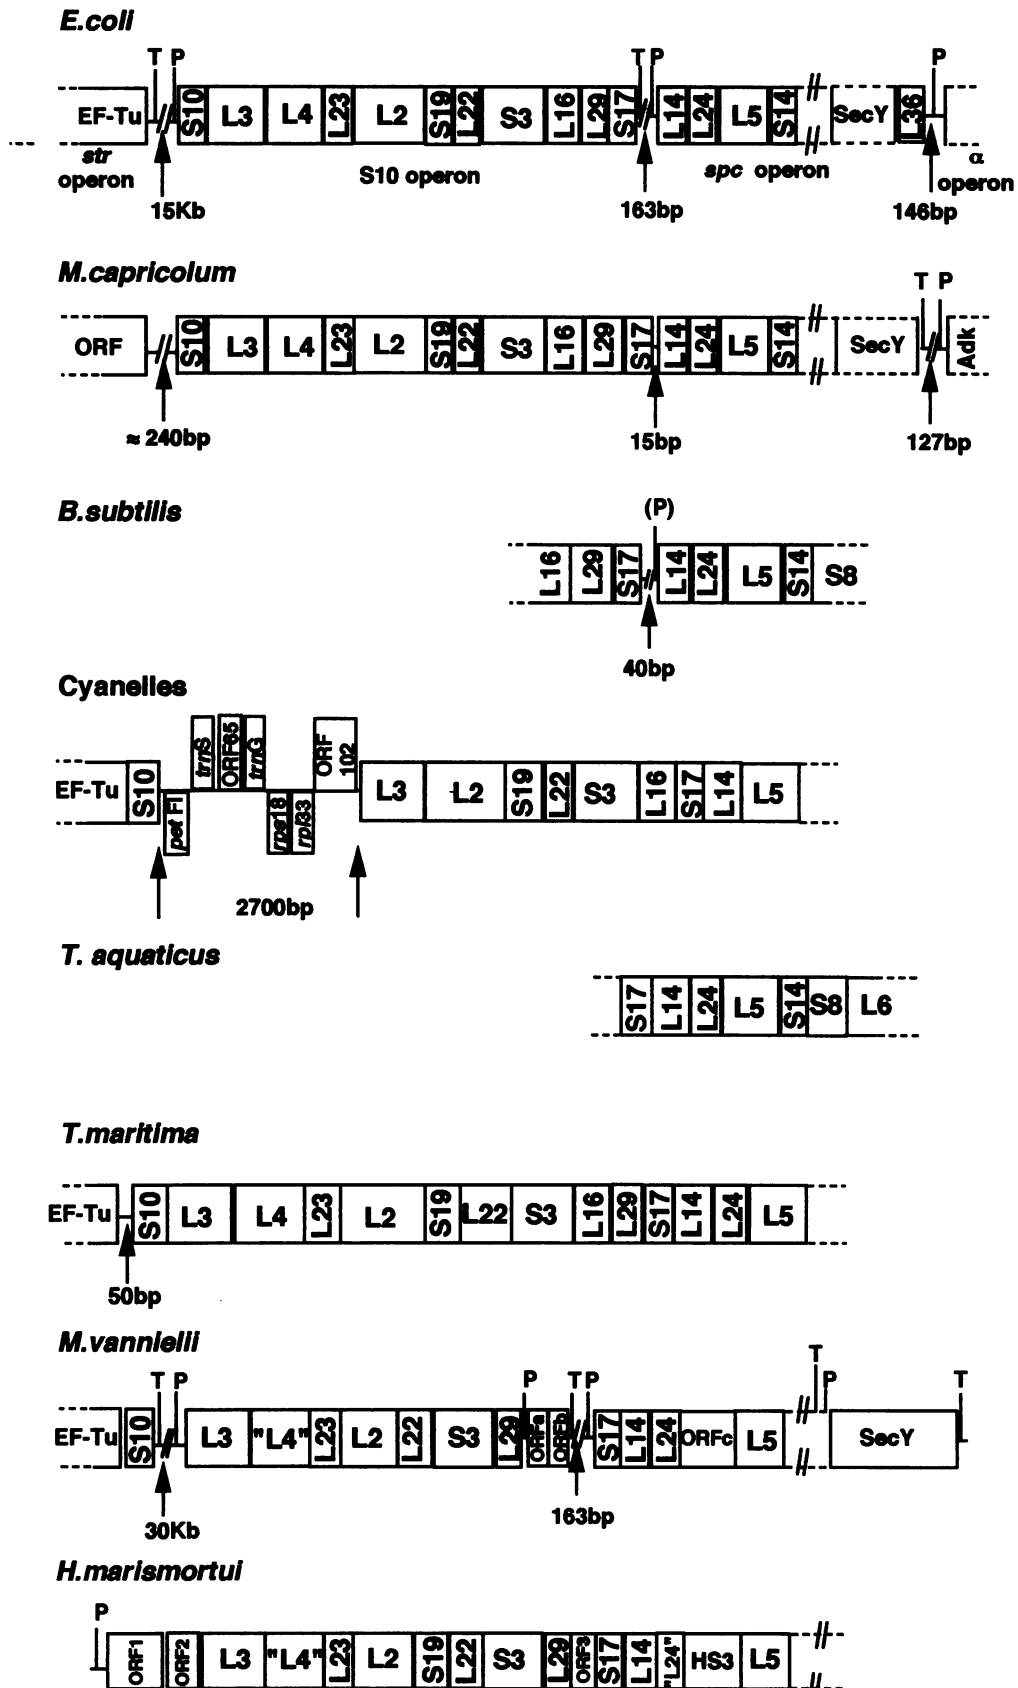 E.coli
T P T P P
EF-Tu S10 L3 L4 L23 L2 S19 L22 S3 L16 L29 S17 L14 L24 L5 S14 SecY L36
str operon S10 operon spc operon α operon
15Kb 163bp 146bp
M.capricolum
T P
ORF S10 L3 L4 L23 L2 S19 L22 S3 L16 L29 S17 L14 L24 L5 S14 SecY Adk
≈ 240bp 15bp 127bp
B.subtilis
(P)
L16 L29 S17 L14 L24 L5 S14 S8
40bp
Cyanelles
trnS ORF65 trnG ORF 102
EF-Tu S10 L3 L2 S19 L22 S3 L16 S17 L14 L5
pet FI rps18 rpl33
2700bp
T. aquaticus
S17 L14 L24 L5 S14 S8 L6
T.maritima
EF-Tu S10 L3 L4 L23 L2 S19 L22 S3 L16 L29 S17 L14 L24 L5
50bp
M.vannielii
T P P T P T P T
EF-Tu S10 L3 "L4" L23 L2 L22 S3 L29 ORFa ORFb S17 L14 L24 ORFc L5 SecY
30Kb 163bp
H.marismortui
P
ORF1 ORF2 L3 "L4" L23 L2 S19 L22 S3 L29 ORF3 S17 L14 "L24" HS3 L5